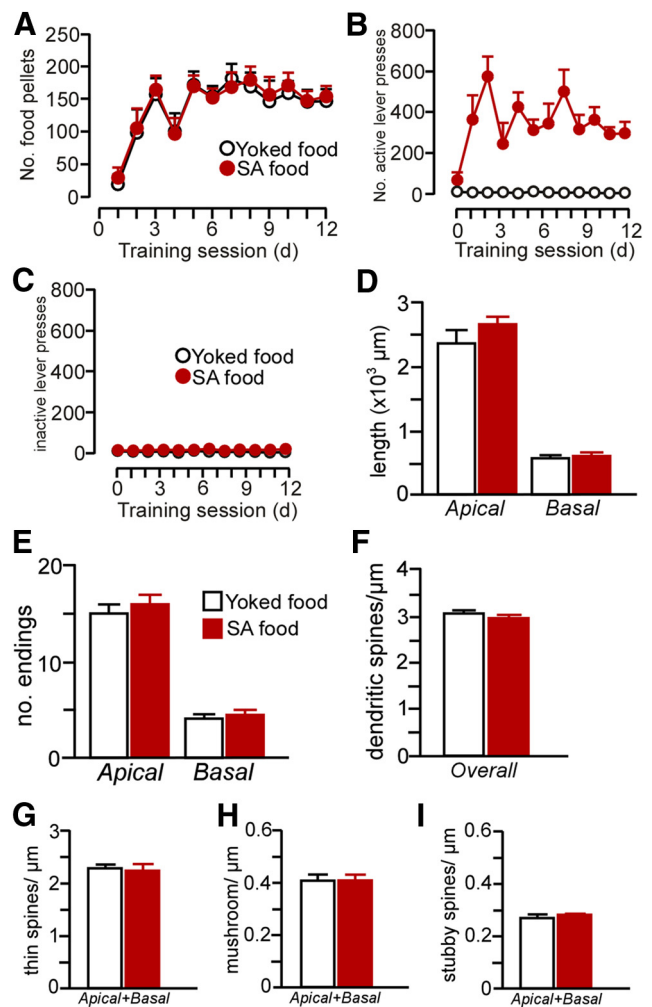 A
No. food pellets
250
200
150
100
50
0
Yoked food
SA food
0 3 6 9 12
Training session (d)
B
No. active lever presses
800
600
400
200
0
0 3 6 9 12
Training session (d)
C
inactive lever presses
800
600
400
200
0
Yoked food
SA food
0 3 6 9 12
Training session (d)
D
length (x10³ µm)
3
2
1
0
Apical Basal
E
no. endings
20
10
0
Yoked food
SA food
Apical Basal
F
dendritic spines/µm
4
3
2
1
0
Overall
G
thin spines/ µm
3
2
1
0
Apical+Basal
H
mushroom/ µm
0.6
0.4
0.2
0
Apical+Basal
I
stubby spines/ µm
0.6
0.4
0.2
0
Apical+Basal